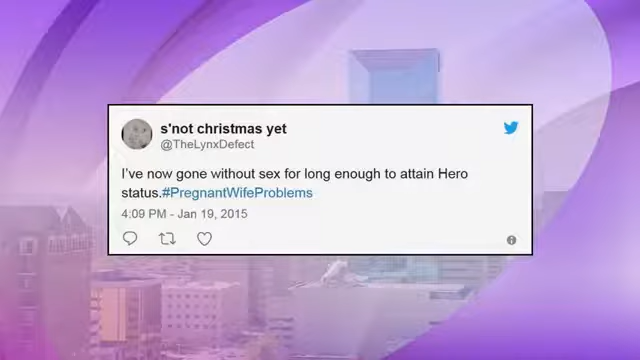 s'not christmas yet
@TheLynxDefect
I've now gone without sex for long enough to attain Hero
status.#PregnantWifeProblems
4:09 PM - Jan 19, 2015